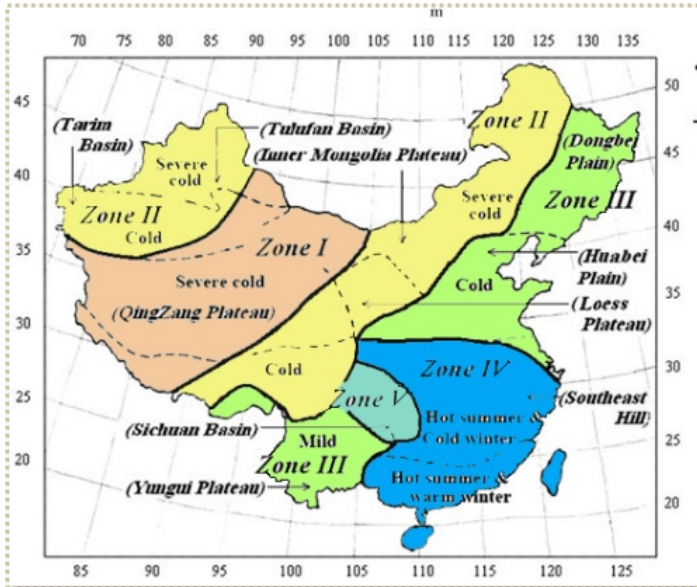 m
70 75 78 80 85 90 95 102 103 108 110 115 120 125 130 135
45
40
35
30
25
20
50
45
40
35
30
25
20
(Tarim
Basin)
(Tulufan Basin)
(Inner Mongolia Plateau)
Zone II
(Dongbei
Plain)
Severe
cold
Zone II
Cold
Zone I
Severe
cold
Zone III
Severe cold
(QingZang Plateau)
Cold
(Huabei
Plain)
(Loess
Plateau)
Cold
Zone IV
Zone V
(Southeast
Hill)
(Sichuan Basin)
Hot summer &
Cold winter
Mild
Zone III
(Yungui Plateau)
Hot summer &
warm winter
85 90 95 100 105 110 115 120 125